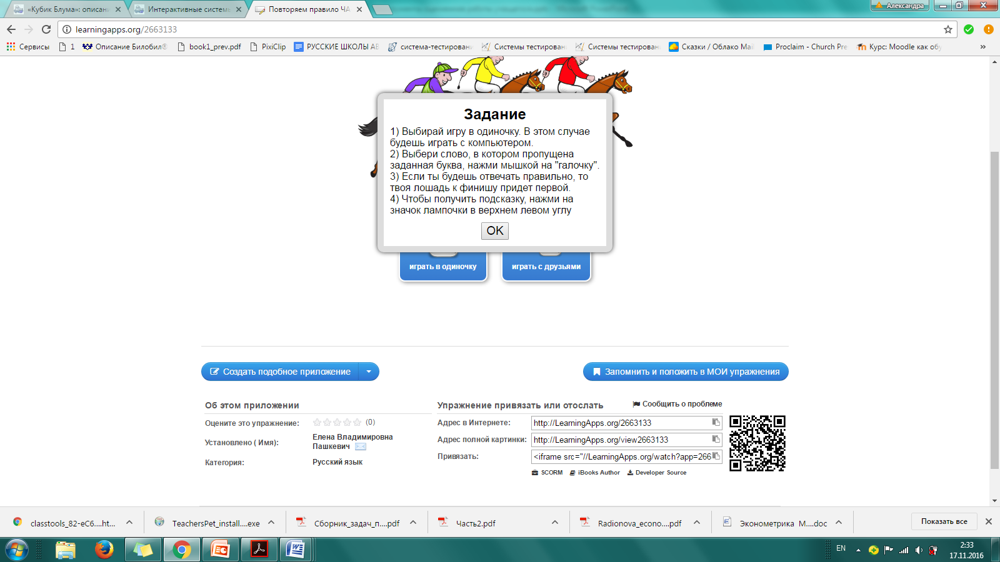 «Кубик Блума»: описани
Интерактивные системы
Повторяем правило ЧА
Александра
learningapps.org/2663133
Сервисы
1
Описание Билобил®
book1_prev.pdf
PixiClip
РУССКИЕ ШКОЛЫ АВ
система-тестировани
Системы тестирован
Системы тестирован
Сказки / Облако Mail
Proclaim - Church Pre
Курс: Moodle как обу
»
Задание
1) Выбирай игру в одиночку. В этом случае
будешь играть с компьютером.
2) Выбери слово, в котором пропущена
заданная буква, нажми мышкой на "галочку".
3) Если ты будешь отвечать правильно, то
твоя лошадь к финишу придет первой.
4) Чтобы получить подсказку, нажми на
значок лампочки в верхнем левом углу
OK
играть в одиночку
играть с друзьями
Создать подобное приложение
Запомнить и положить в МОИ упражнения
Об этом приложении
Оцените это упражнение:
(0)
Установлено ( Имя):
Елена Владимировна
Пашкевич
Категория:
Русский язык
Упражнение привязать или отослать
Сообщить о проблеме
Адрес в Интернете:
http://LearningApps.org/2663133
Адрес полной картинки:
http://LearningApps.org/view2663133
Привязать:
<iframe src="//LearningApps.org/watch?app=266
SCORM
iBooks Author
Developer Source
classtools_82-eC6....ht...
TeachersPet_install....exe
Сборник_задач_п....pdf
Часть2.pdf
Radionova_econo....pdf
Эконометрика М....doc
Показать все
EN
2:33
17.11.2016